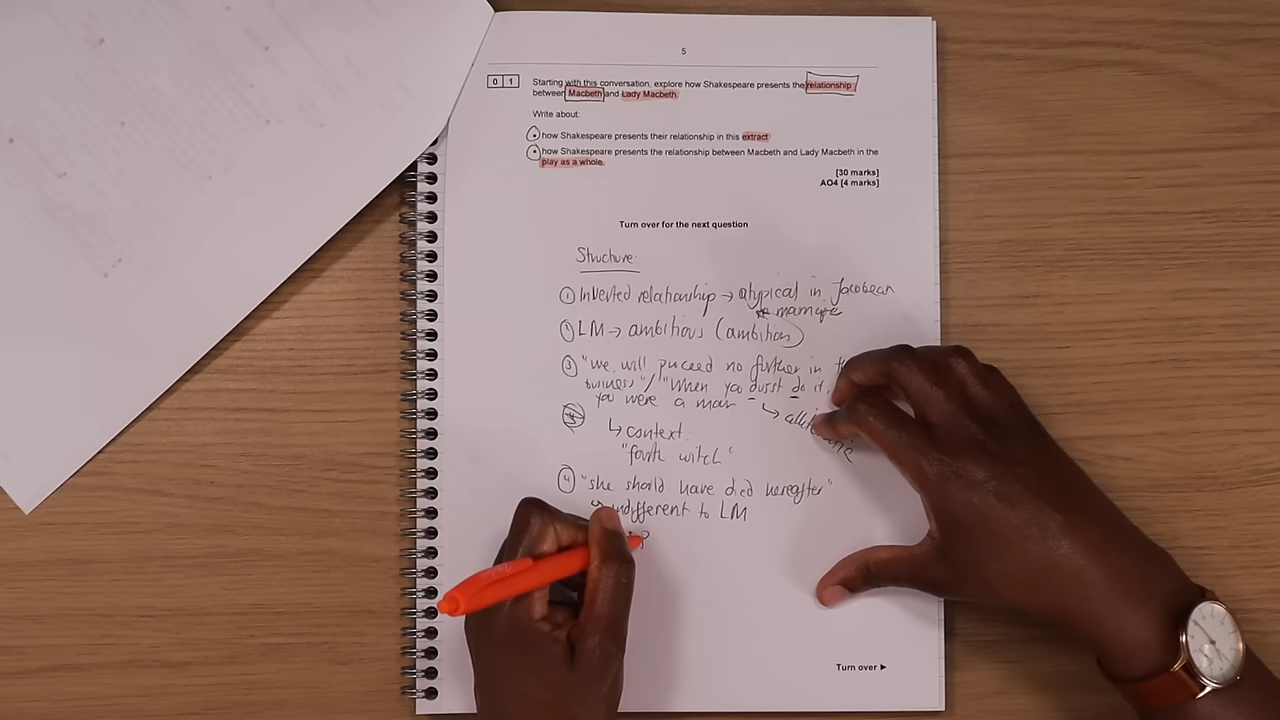 5
0 1 Starting with this conversation, explore how Shakespeare presents the relationship
between Macbeth and Lady Macbeth.
Write about:
• how Shakespeare presents their relationship in this extract
• how Shakespeare presents the relationship between Macbeth and Lady Macbeth in the
play as a whole.
[30 marks]
AO4 [4 marks]
Turn over for the next question
Structure
① Inverted relationship → atypical in Jacobean
marriage
LM → ambitious (ambition)
③ "we will proceed no further in
business" / "When you durst do it,
you were a man
↳ context
"fourth witch"
④ "she should have died hereafter"
indifferent to LM
Turn over ►